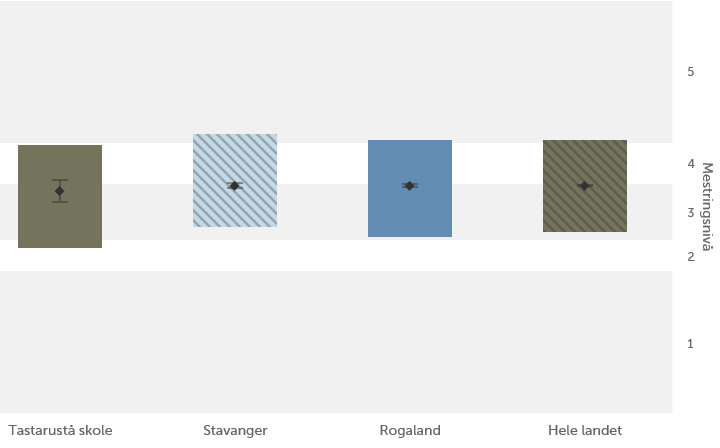 5
4
3
2
1
Mestringsnivå
Tastarustå skole
Stavanger
Rogaland
Hele landet